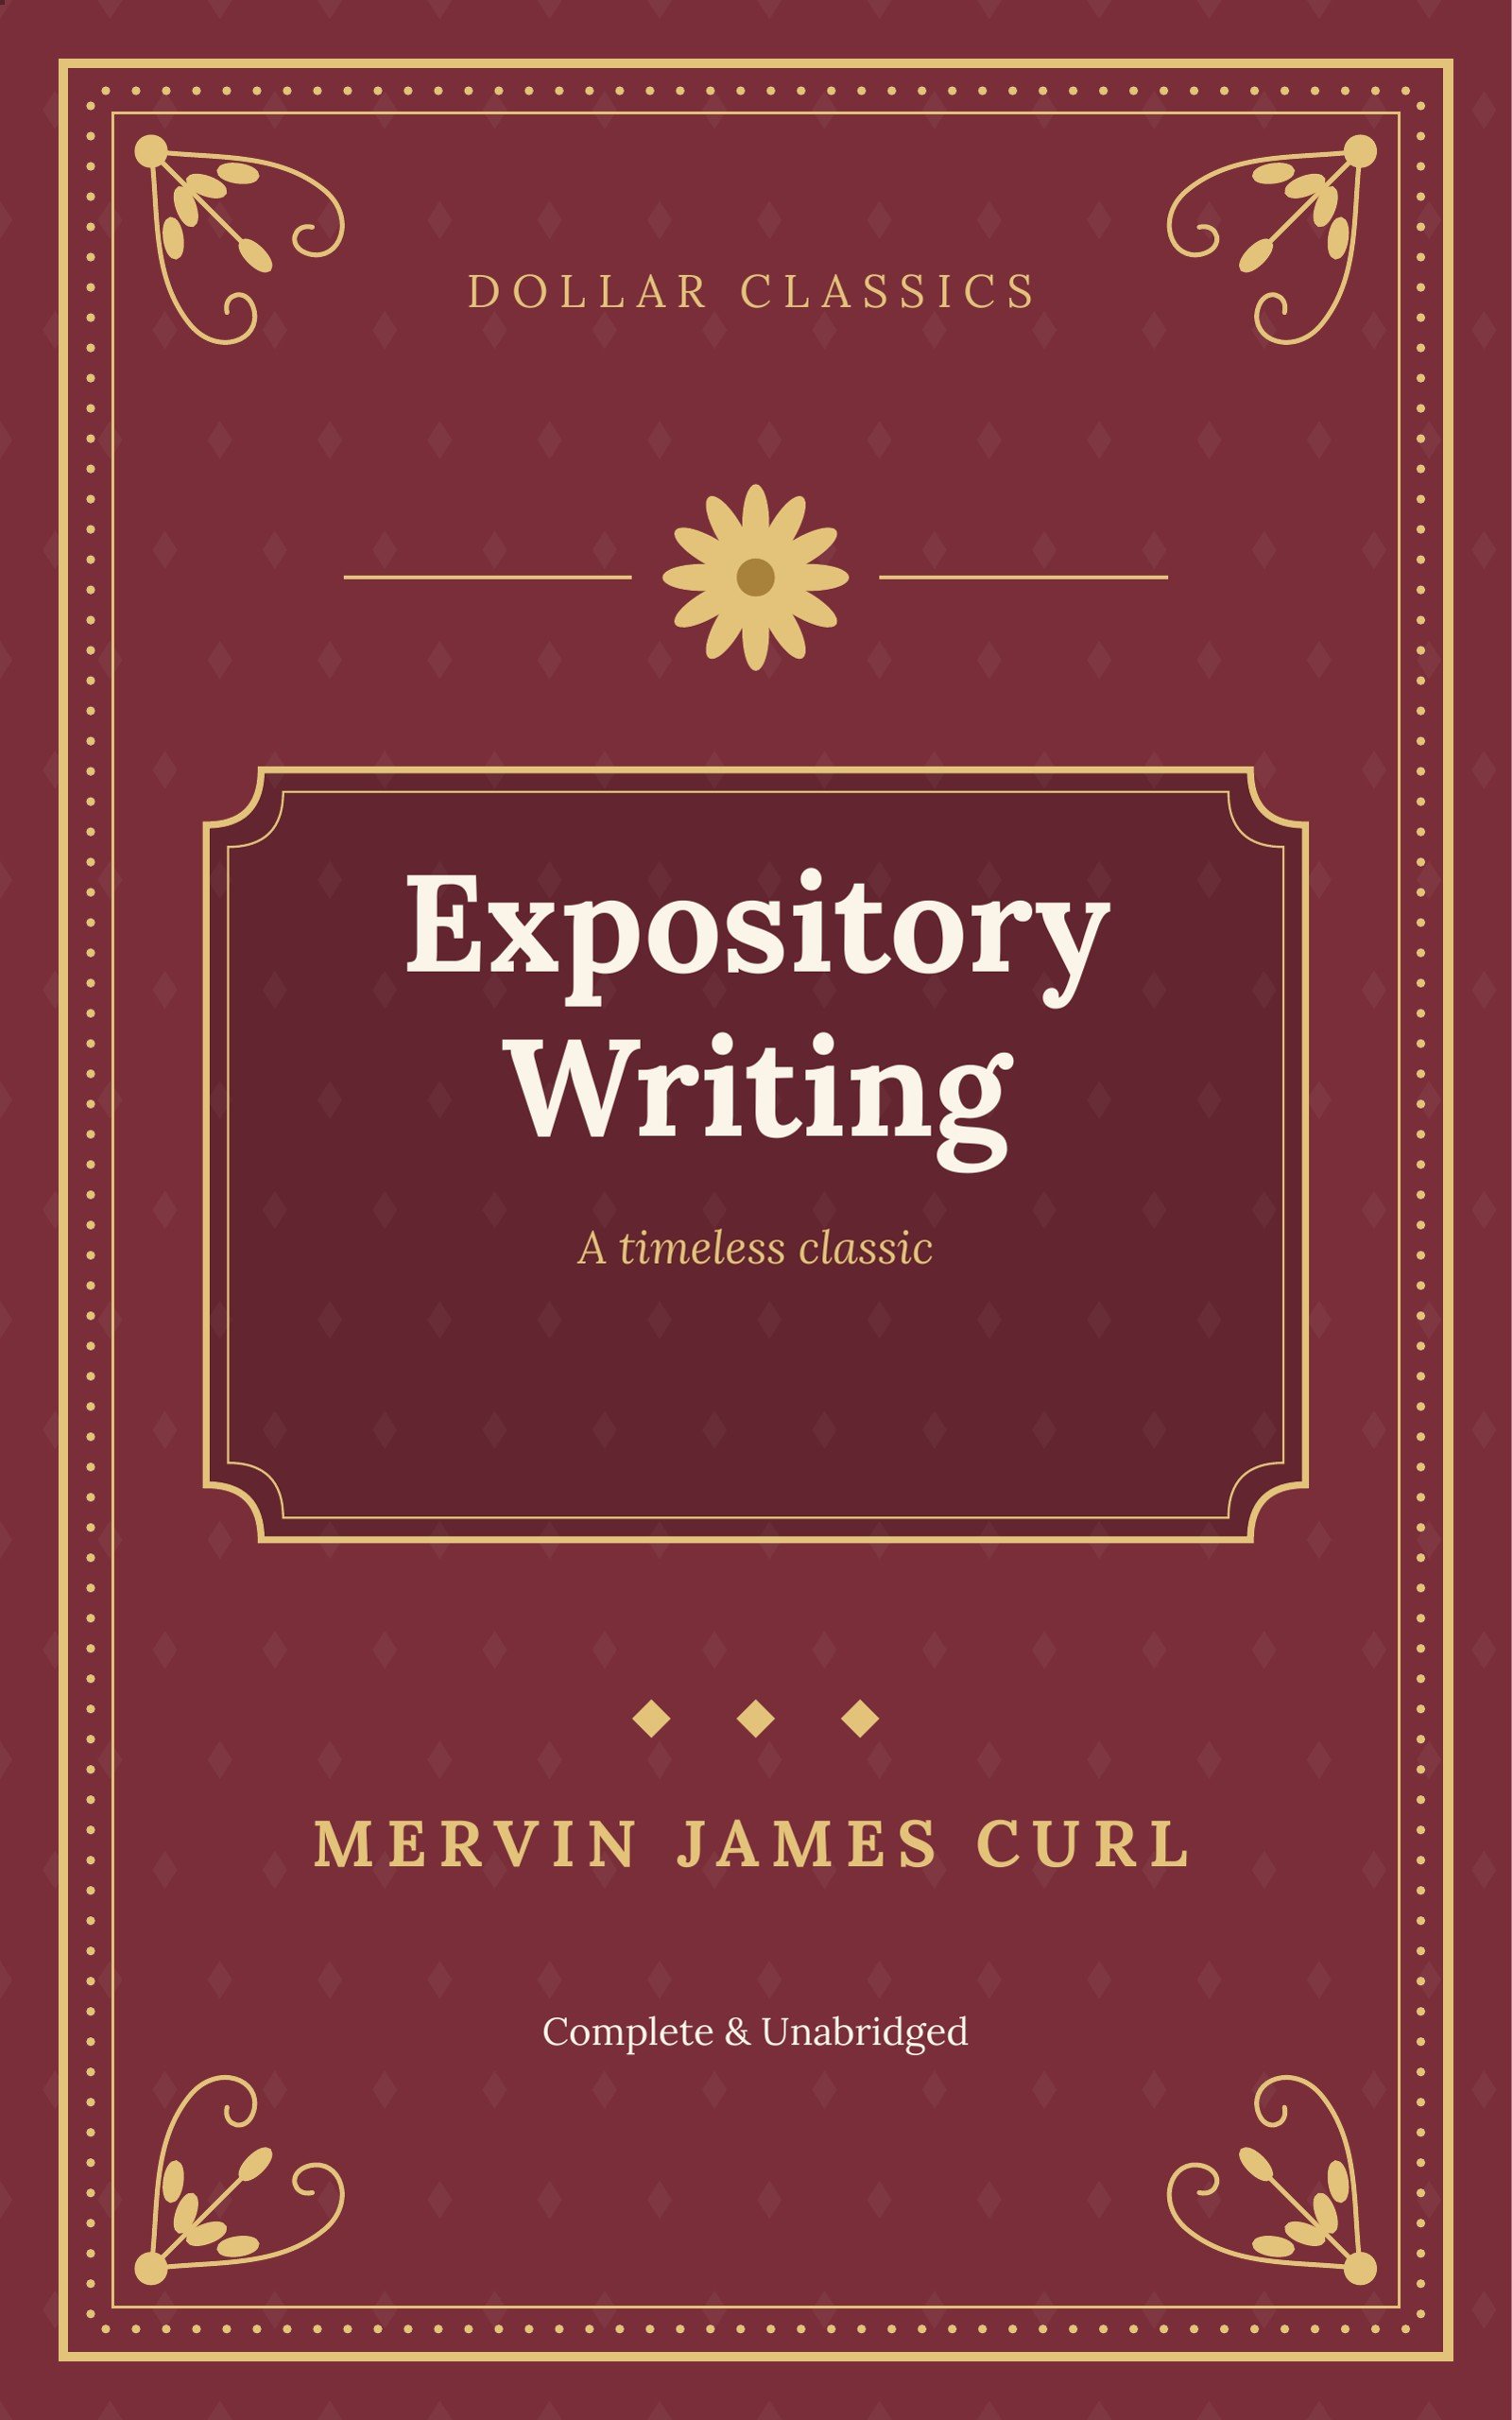 DOLLAR CLASSICS
Expository
Writing
A timeless classic
MERVIN JAMES CURL
Complete & Unabridged